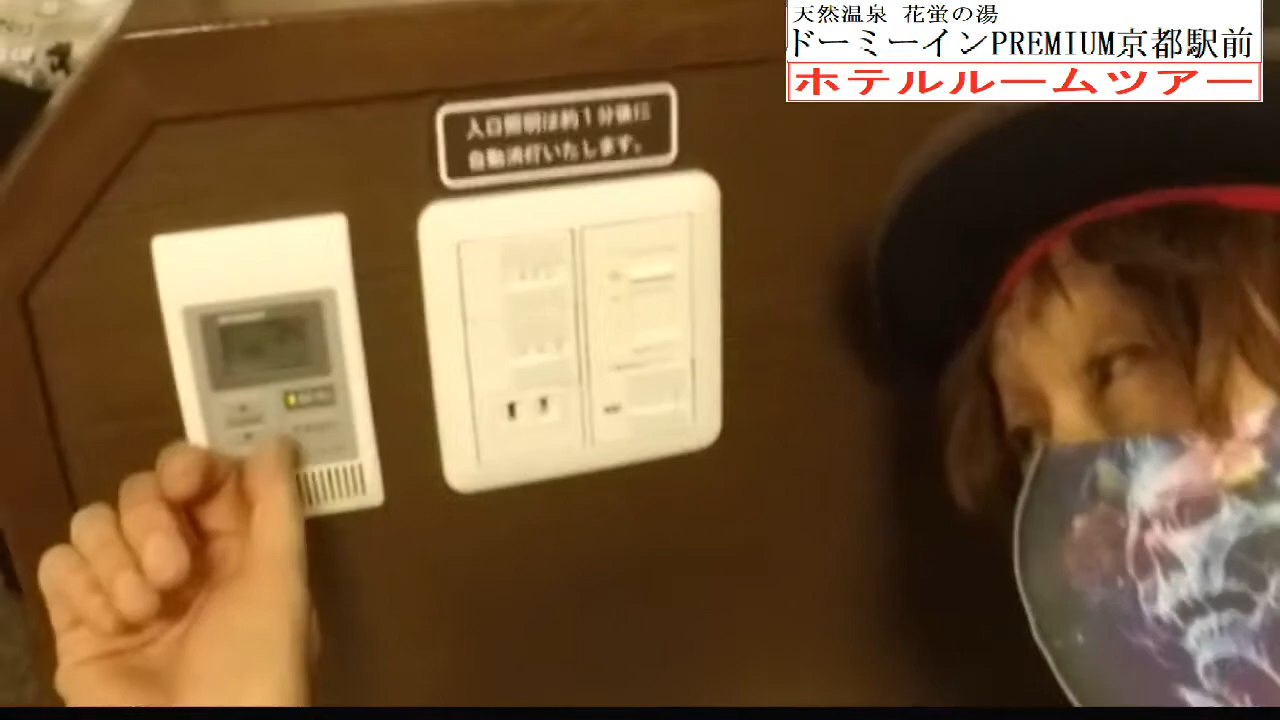 天然温泉 花蛍の湯
ドーミーインPREMIUM京都駅前
ホテルルームツアー
入口照明は約1分後に
自動消灯いたします。